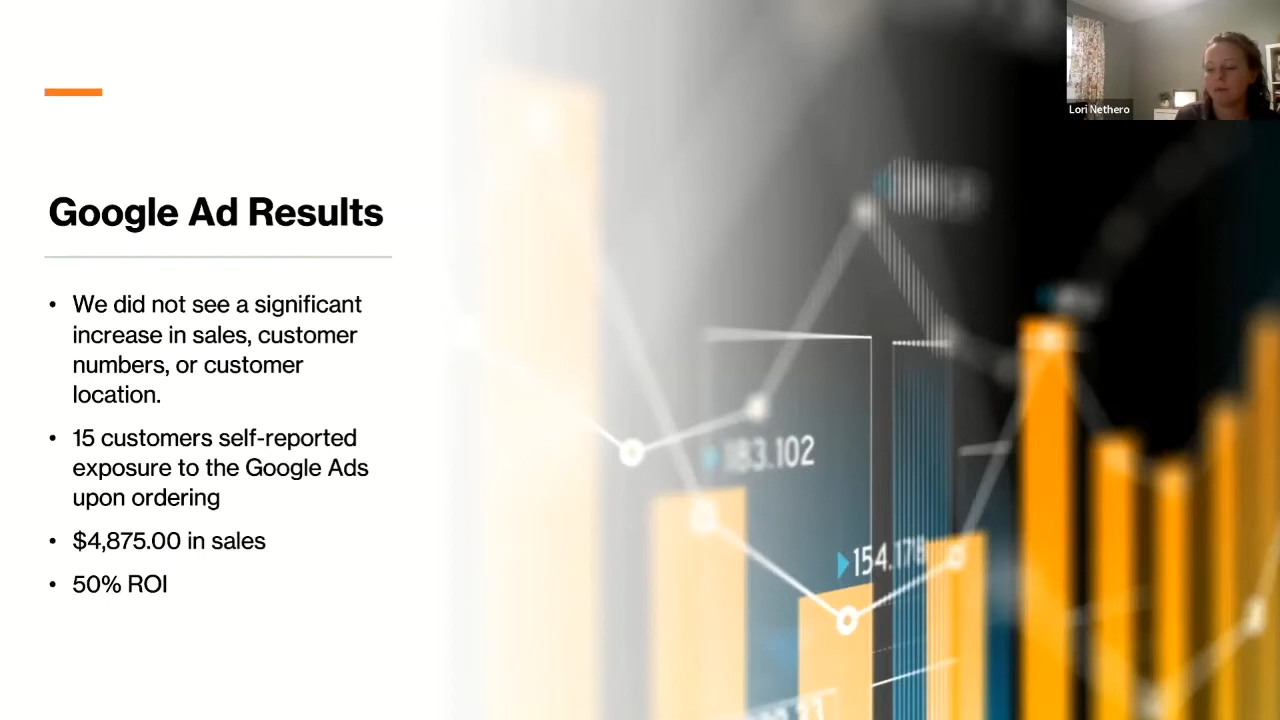 Lori Nethero
Google Ad Results
• We did not see a significant
increase in sales, customer
numbers, or customer
location.
• 15 customers self-reported
exposure to the Google Ads
upon ordering
• $4,875.00 in sales
• 50% ROI
183.102
154.178